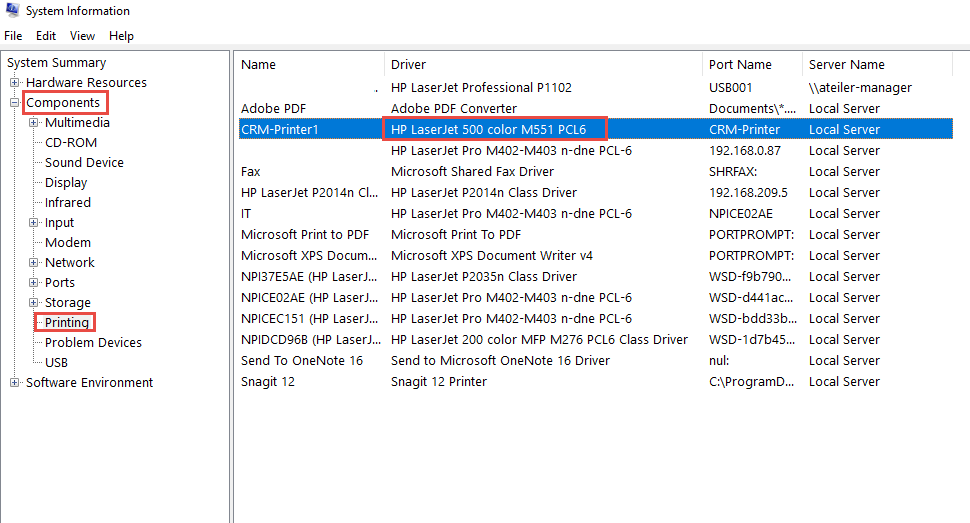 System Information
File Edit View Help
System Summary
Hardware Resources
Components
Multimedia
CD-ROM
Sound Device
Display
Infrared
Input
Modem
Network
Ports
Storage
Printing
Problem Devices
USB
Software Environment
Name Driver Port Name Server Name
. HP LaserJet Professional P1102 USB001 \\ateiler-manager
Adobe PDF Adobe PDF Converter Documents\*.... Local Server
CRM-Printer1 HP LaserJet 500 color M551 PCL6 CRM-Printer Local Server
HP LaserJet Pro M402-M403 n-dne PCL-6 192.168.0.87 Local Server
Fax Microsoft Shared Fax Driver SHRFAX: Local Server
HP LaserJet P2014n Cl... HP LaserJet P2014n Class Driver 192.168.209.5 Local Server
IT HP LaserJet Pro M402-M403 n-dne PCL-6 NPICE02AE Local Server
Microsoft Print to PDF Microsoft Print To PDF PORTPROMPT: Local Server
Microsoft XPS Docum... Microsoft XPS Document Writer v4 PORTPROMPT: Local Server
NPI37E5AE (HP LaserJ... HP LaserJet P2035n Class Driver WSD-f9b790... Local Server
NPICE02AE (HP LaserJ... HP LaserJet Pro M402-M403 n-dne PCL-6 WSD-d441ac... Local Server
NPICEC151 (HP LaserJ... HP LaserJet Pro M402-M403 n-dne PCL-6 WSD-bdd33b... Local Server
NPIDCD96B (HP LaserJ... HP LaserJet 200 color MFP M276 PCL6 Class Driver WSD-1d7b45... Local Server
Send To OneNote 16 Send to Microsoft OneNote 16 Driver nul: Local Server
Snagit 12 Snagit 12 Printer C:\ProgramD... Local Server